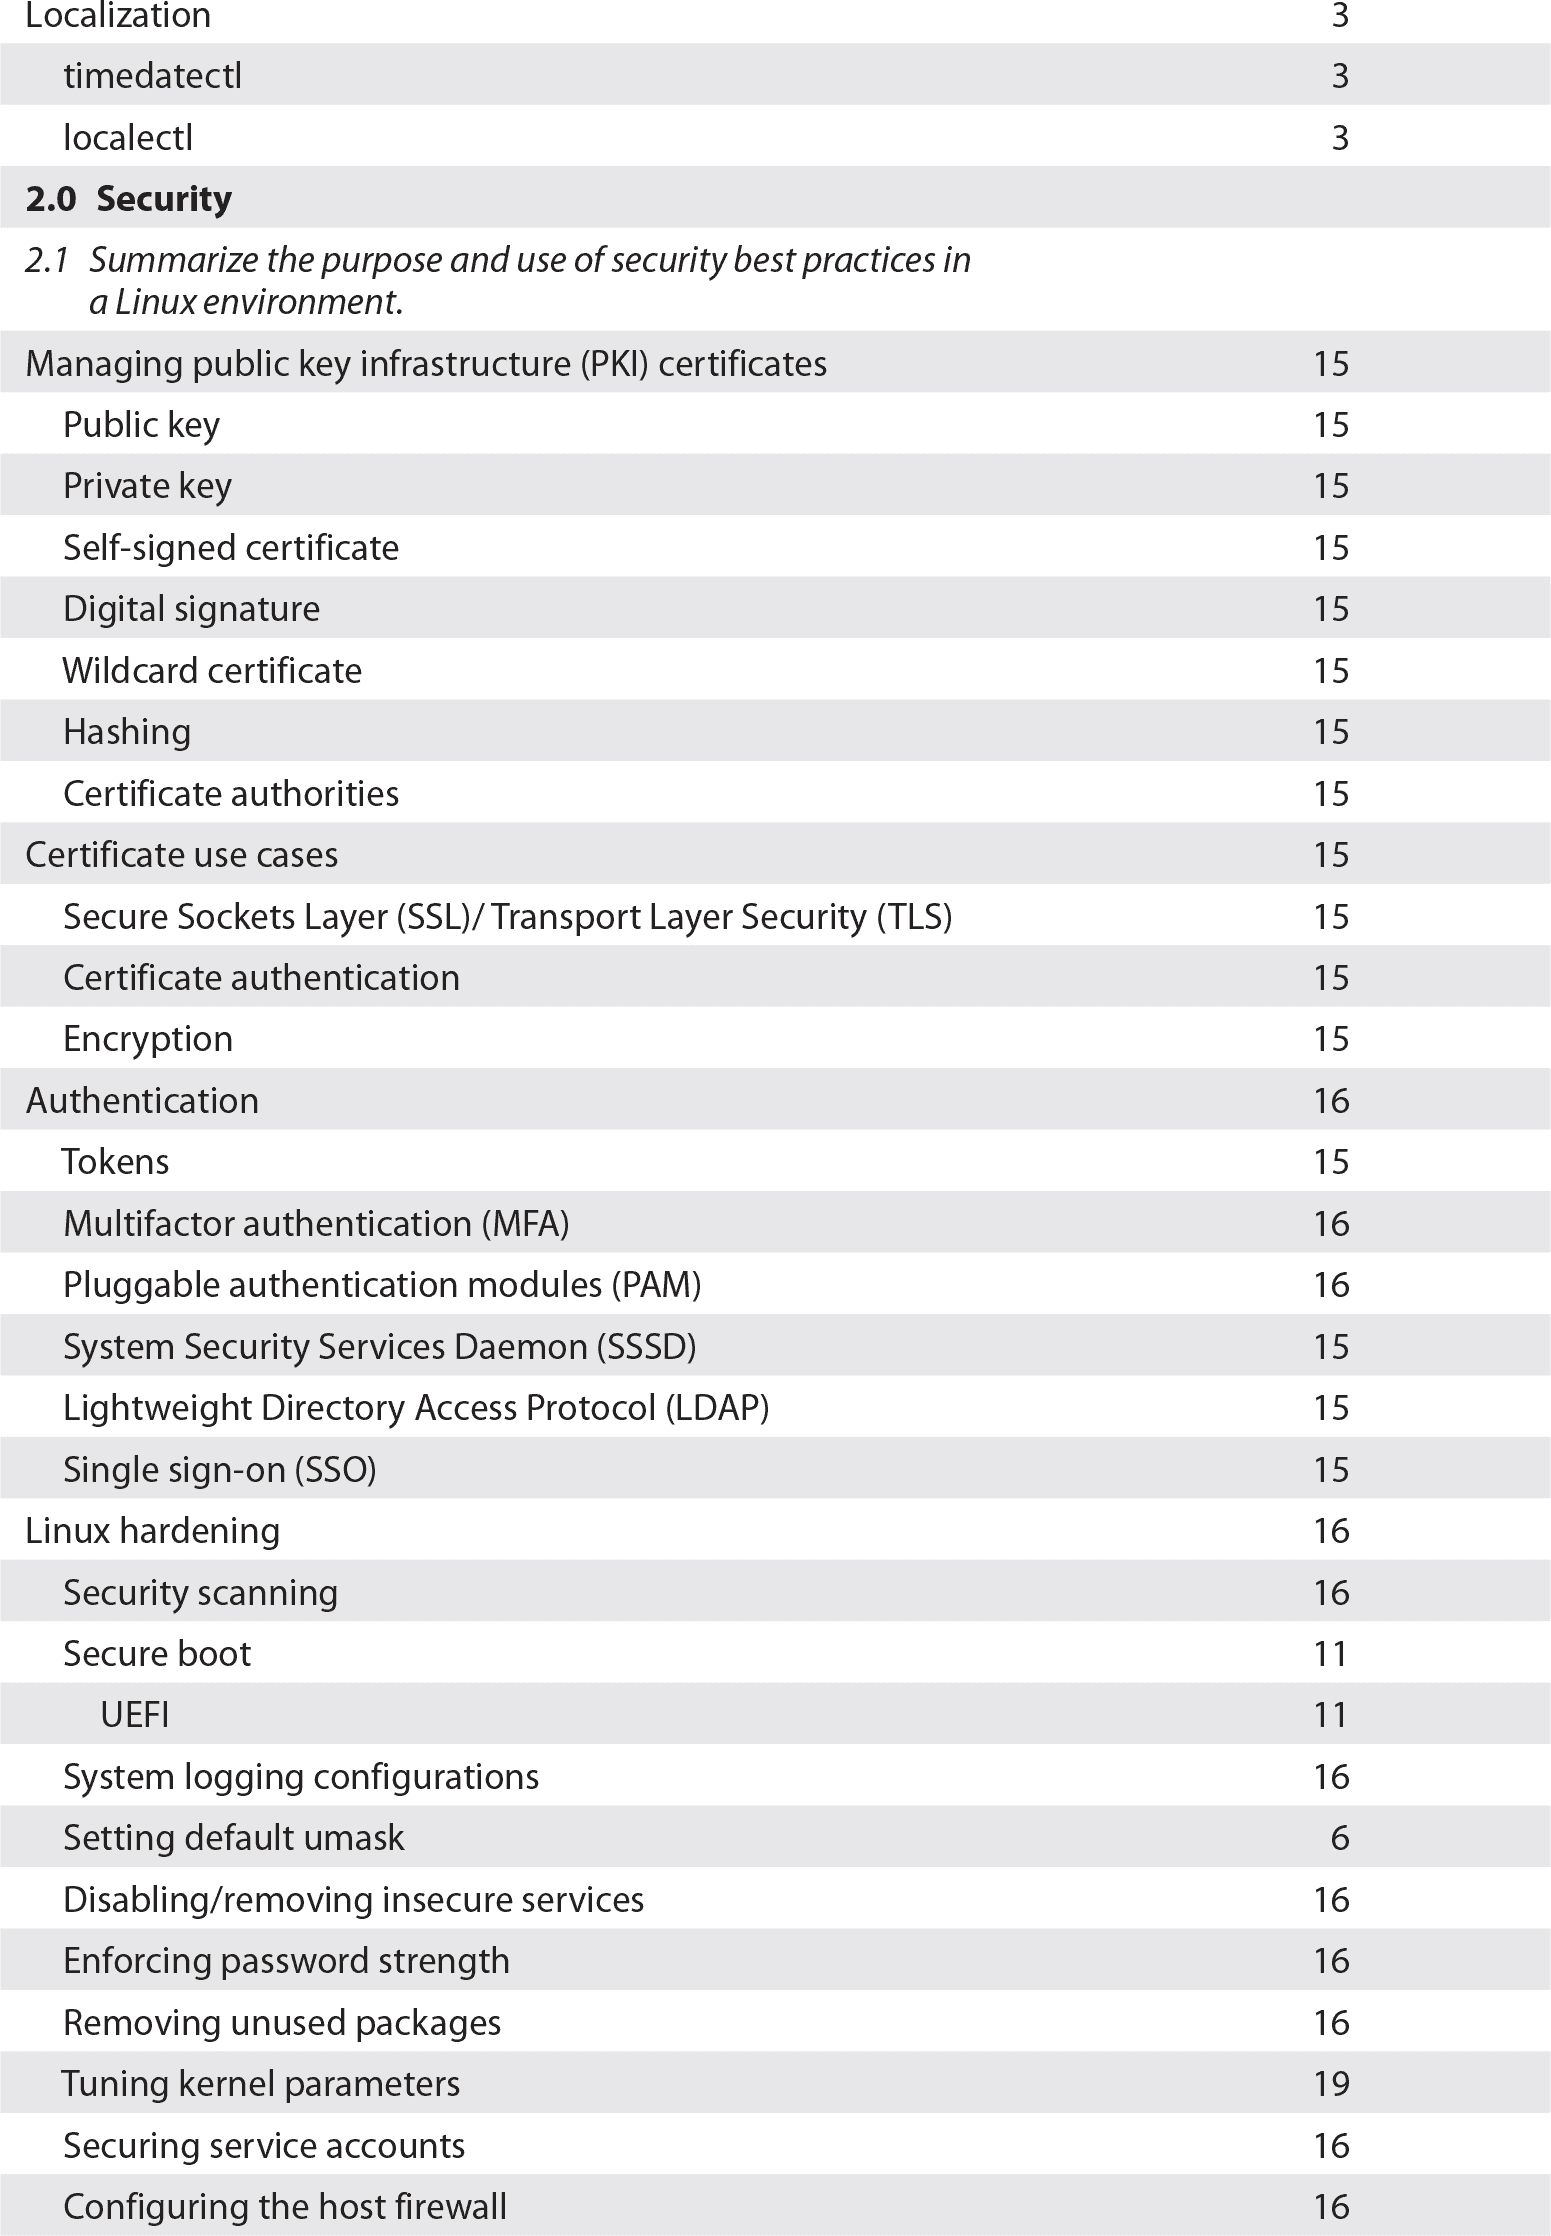 Localization 3
timedatectl 3
localectl 3
2.0 Security
2.1 Summarize the purpose and use of security best practices in
a Linux environment.
Managing public key infrastructure (PKI) certificates 15
Public key 15
Private key 15
Self-signed certificate 15
Digital signature 15
Wildcard certificate 15
Hashing 15
Certificate authorities 15
Certificate use cases 15
Secure Sockets Layer (SSL)/ Transport Layer Security (TLS) 15
Certificate authentication 15
Encryption 15
Authentication 16
Tokens 15
Multifactor authentication (MFA) 16
Pluggable authentication modules (PAM) 16
System Security Services Daemon (SSSD) 15
Lightweight Directory Access Protocol (LDAP) 15
Single sign-on (SSO) 15
Linux hardening 16
Security scanning 16
Secure boot 11
UEFI 11
System logging configurations 16
Setting default umask 6
Disabling/removing insecure services 16
Enforcing password strength 16
Removing unused packages 16
Tuning kernel parameters 19
Securing service accounts 16
Configuring the host firewall 16